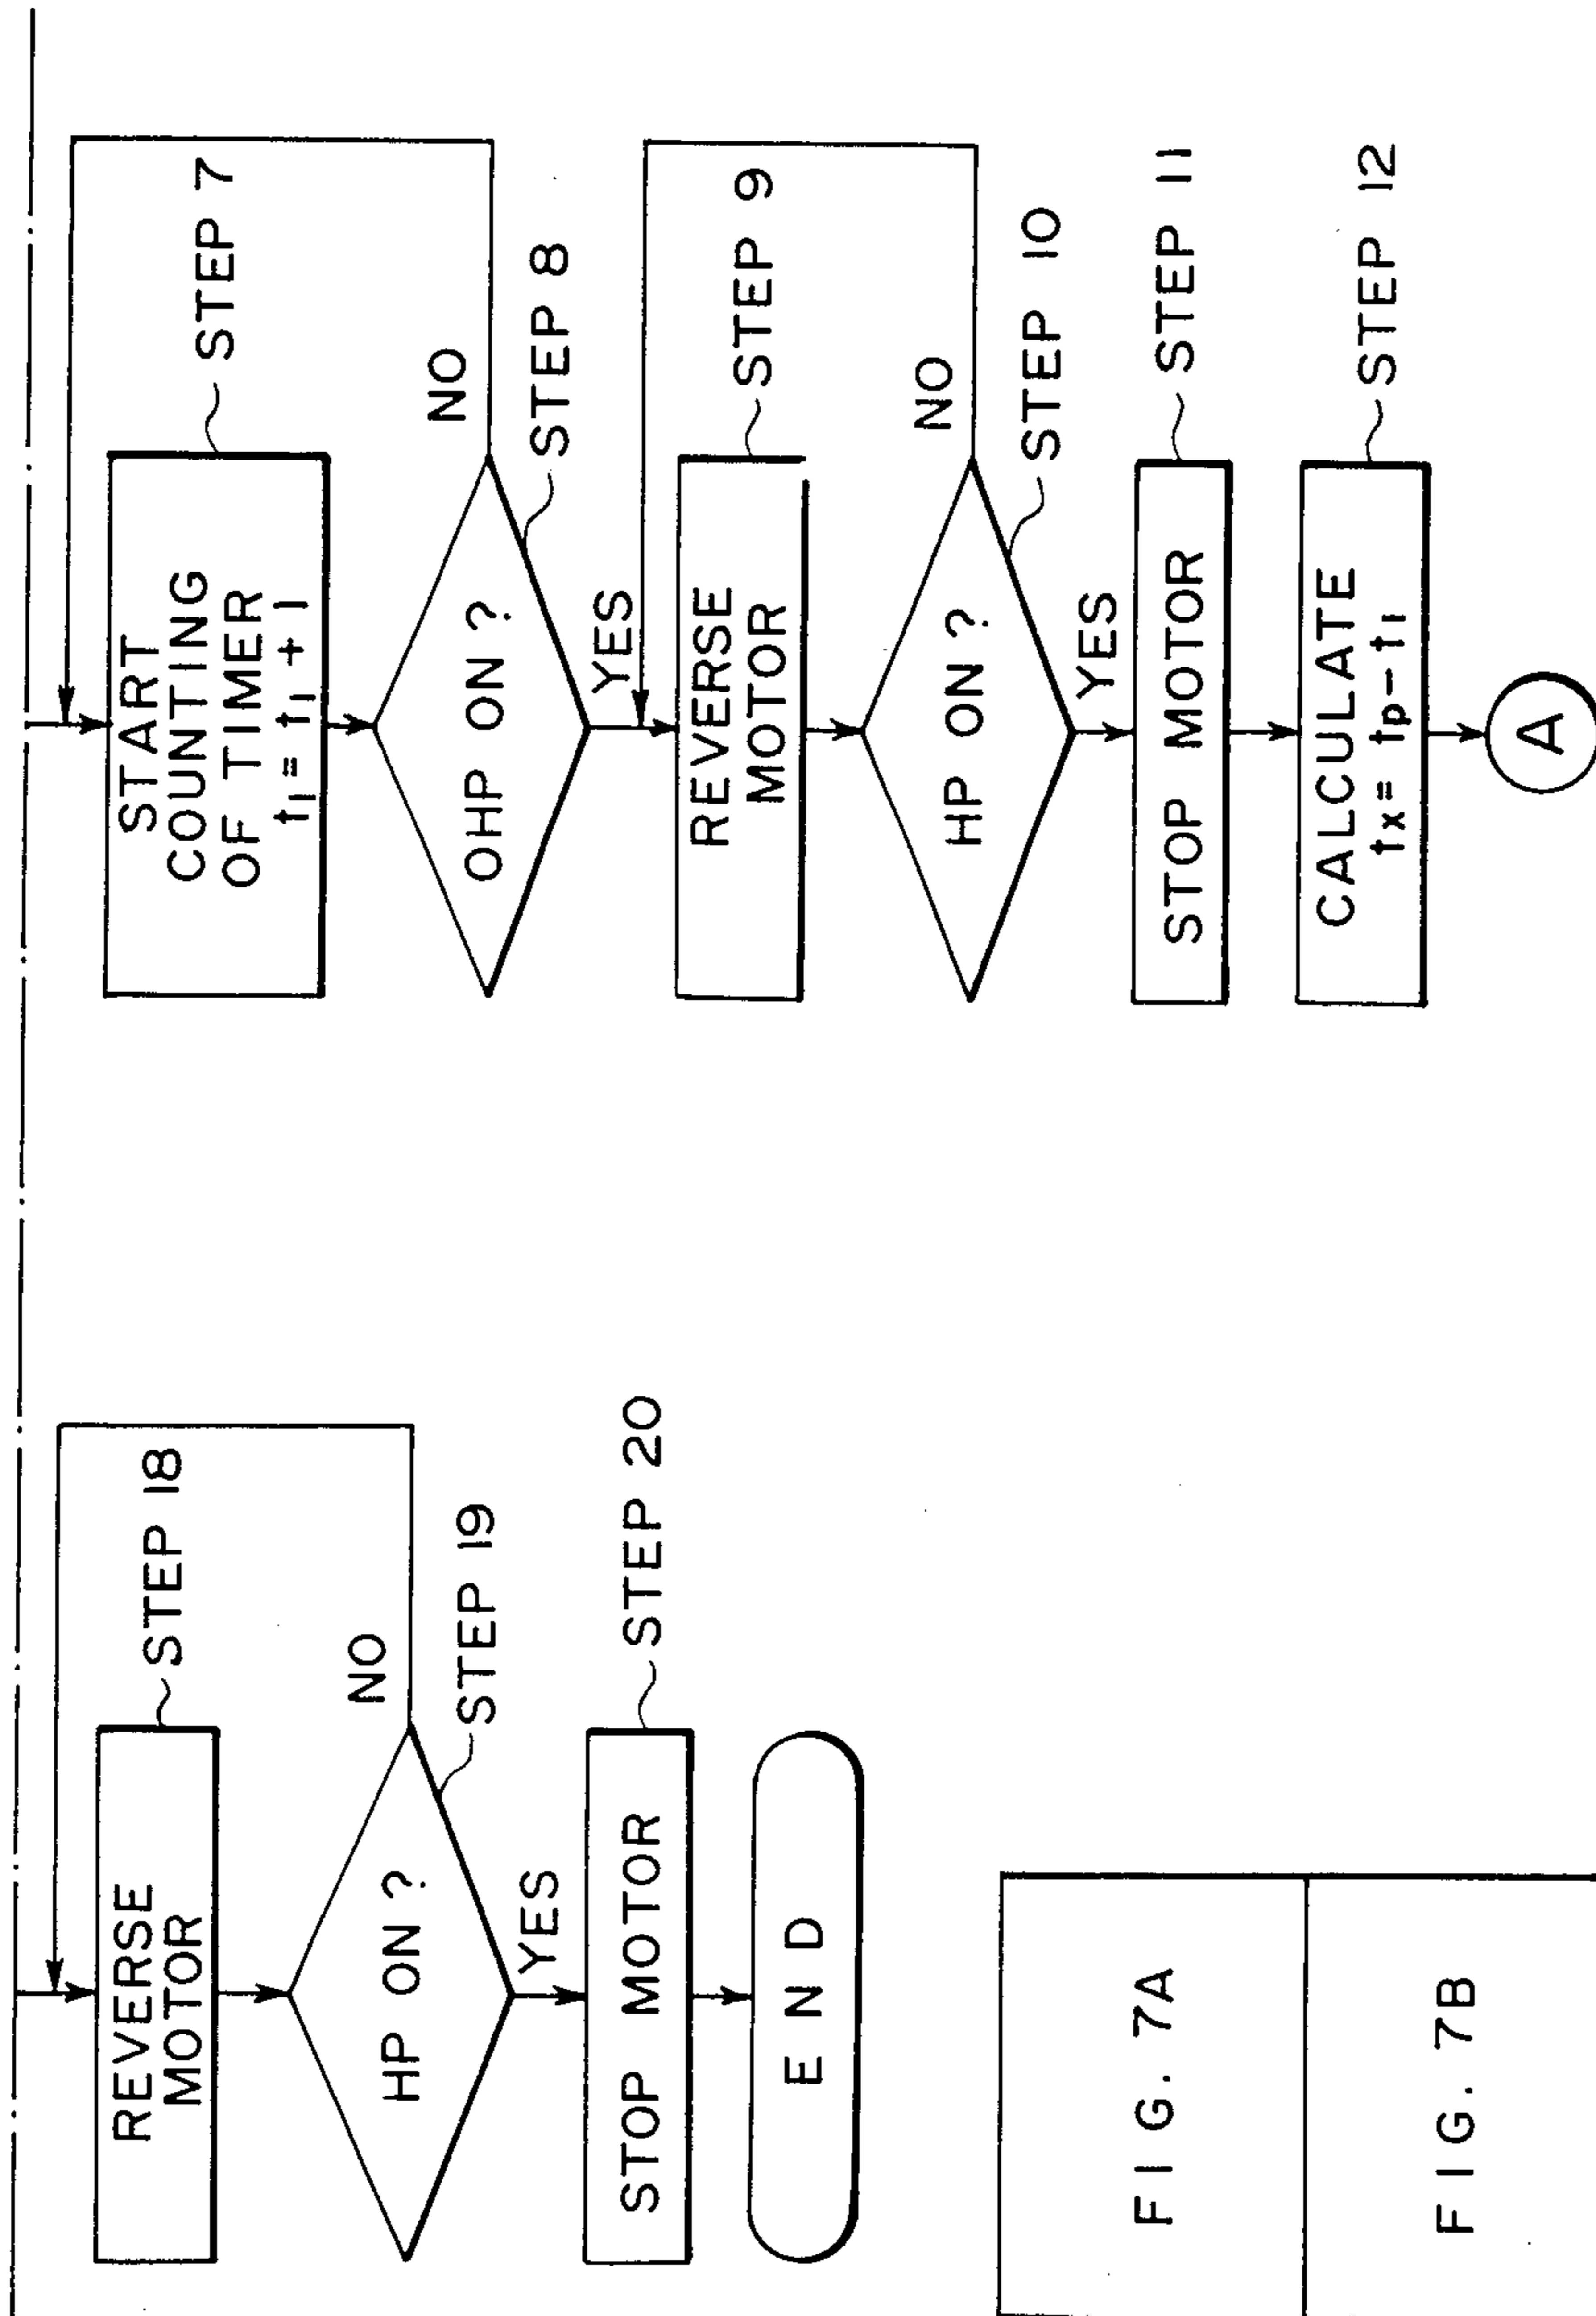 START
COUNTING
OF TIMER
t1 = t1 + 1
STEP 7
OHP ON ?
NO
STEP 8
YES
REVERSE
MOTOR
STEP 9
HP ON ?
NO
STEP 10
YES
STOP MOTOR
STEP 11
CALCULATE
tx = tp - t1
STEP 12
A
REVERSE
MOTOR
STEP 18
HP ON ?
NO
STEP 19
YES
STOP MOTOR
STEP 20
END
FIG. 7A
FIG. 7B